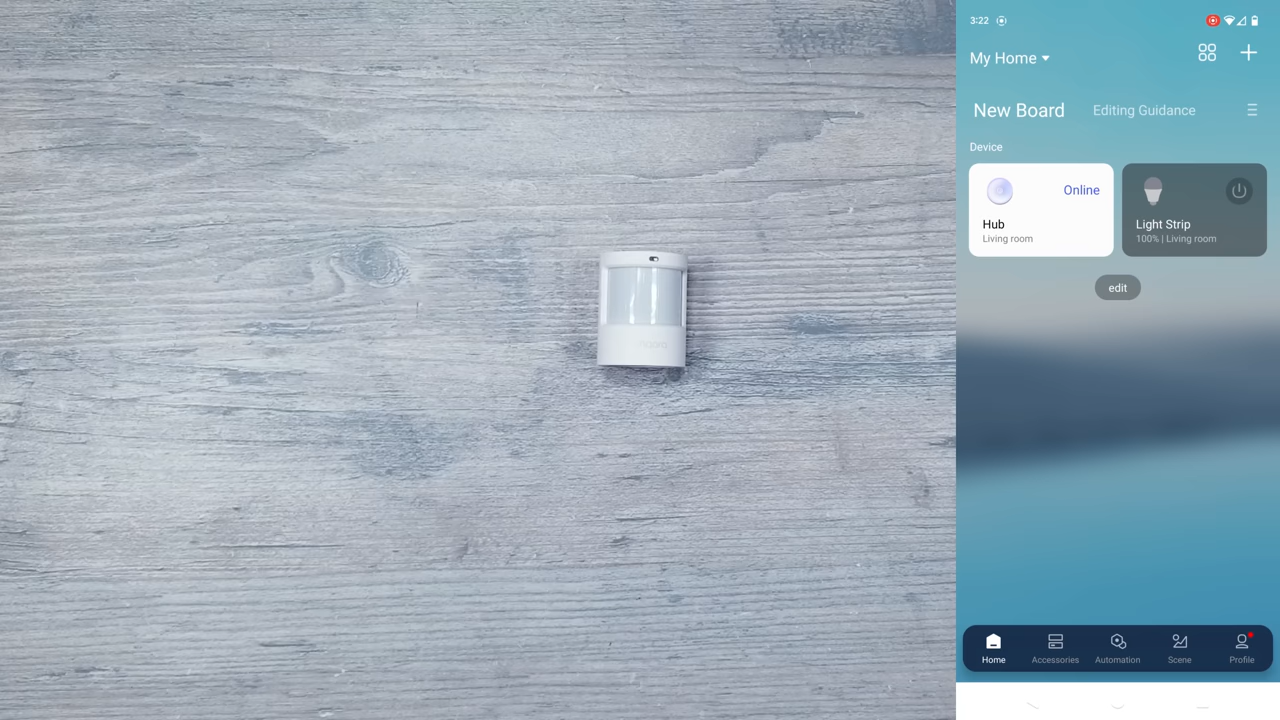 3:22
My Home
New Board
Editing Guidance
Device
Online
Hub
Living room
Light Strip
100% | Living room
edit
Home
Accessories
Automation
Scene
Profile